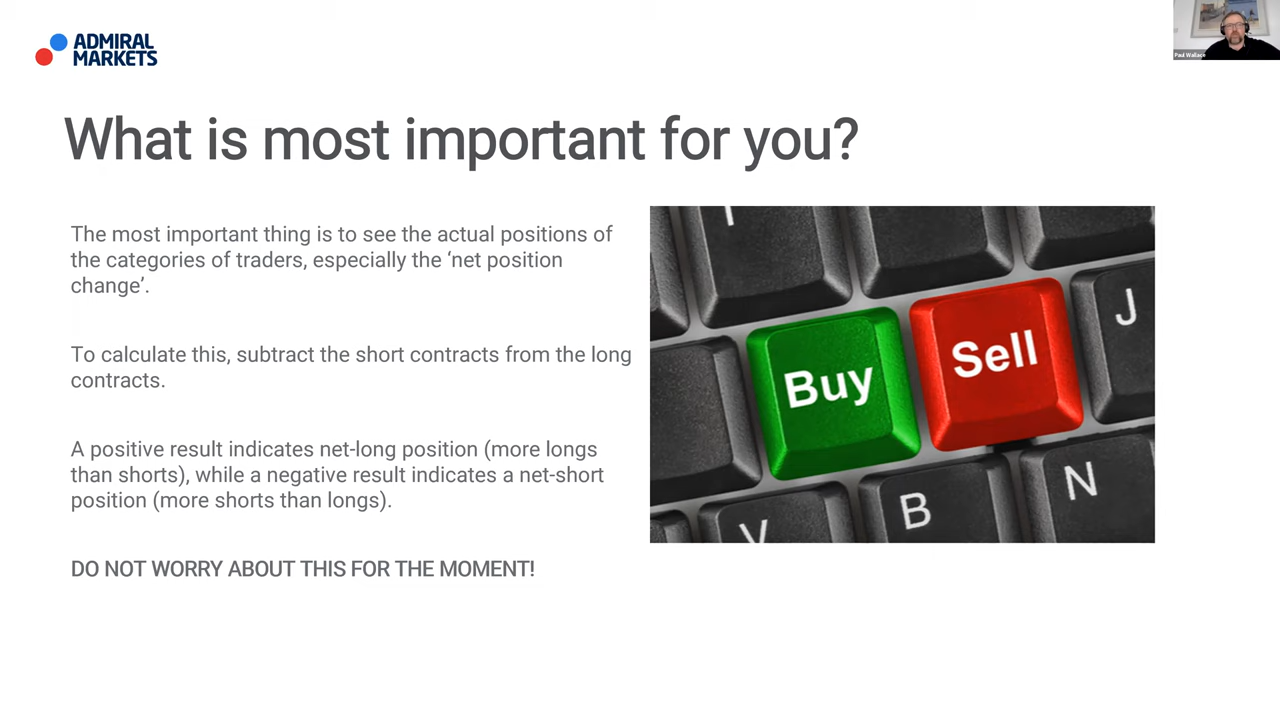 ADMIRAL
MARKETS
Paul Wallace
What is most important for you?
The most important thing is to see the actual positions of
the categories of traders, especially the ‘net position
change’.
To calculate this, subtract the short contracts from the long
contracts.
A positive result indicates net-long position (more longs
than shorts), while a negative result indicates a net-short
position (more shorts than longs).
DO NOT WORRY ABOUT THIS FOR THE MOMENT!
J
Buy Sell
V B N